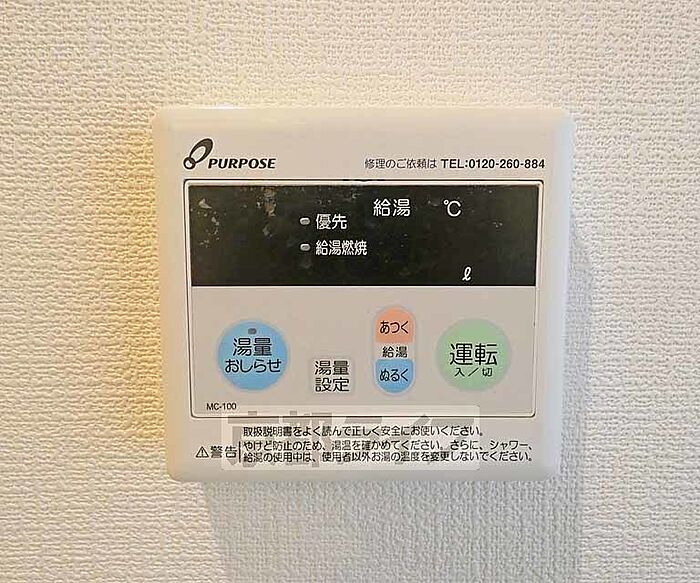 PURPOSE
修理のご依頼は TEL:0120-260-884
給湯 ℃
優先
給湯燃焼
ℓ
湯量
おしらせ
湯量
設定
あつく
給湯
ぬるく
運転
入/切
MC-100
⚠警告
取扱説明書をよく読んで正しく安全にお使いください。
やけど防止のため、湯温を確かめてください。さらに、シャワー、
給湯の使用中は、使用者以外お湯の温度を変更しないでください。